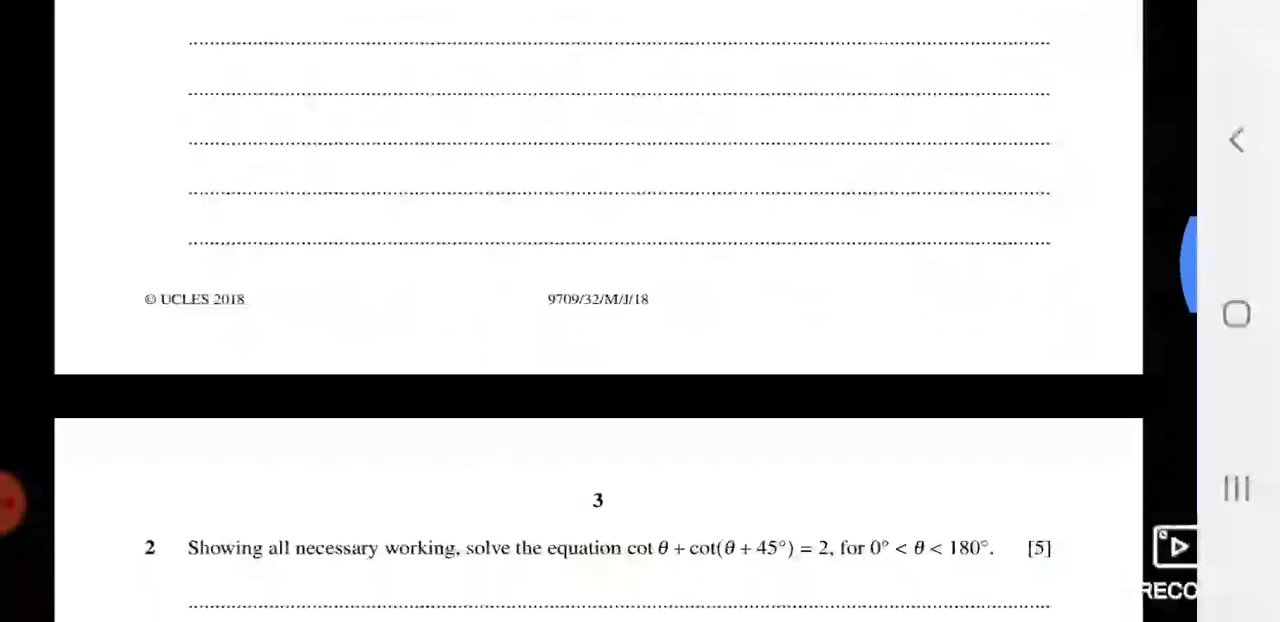 © UCLES 2018 9709/32/M/J/18
3
2 Showing all necessary working, solve the equation cot θ + cot(θ + 45°) = 2, for 0° < θ < 180°. [5]
RECO